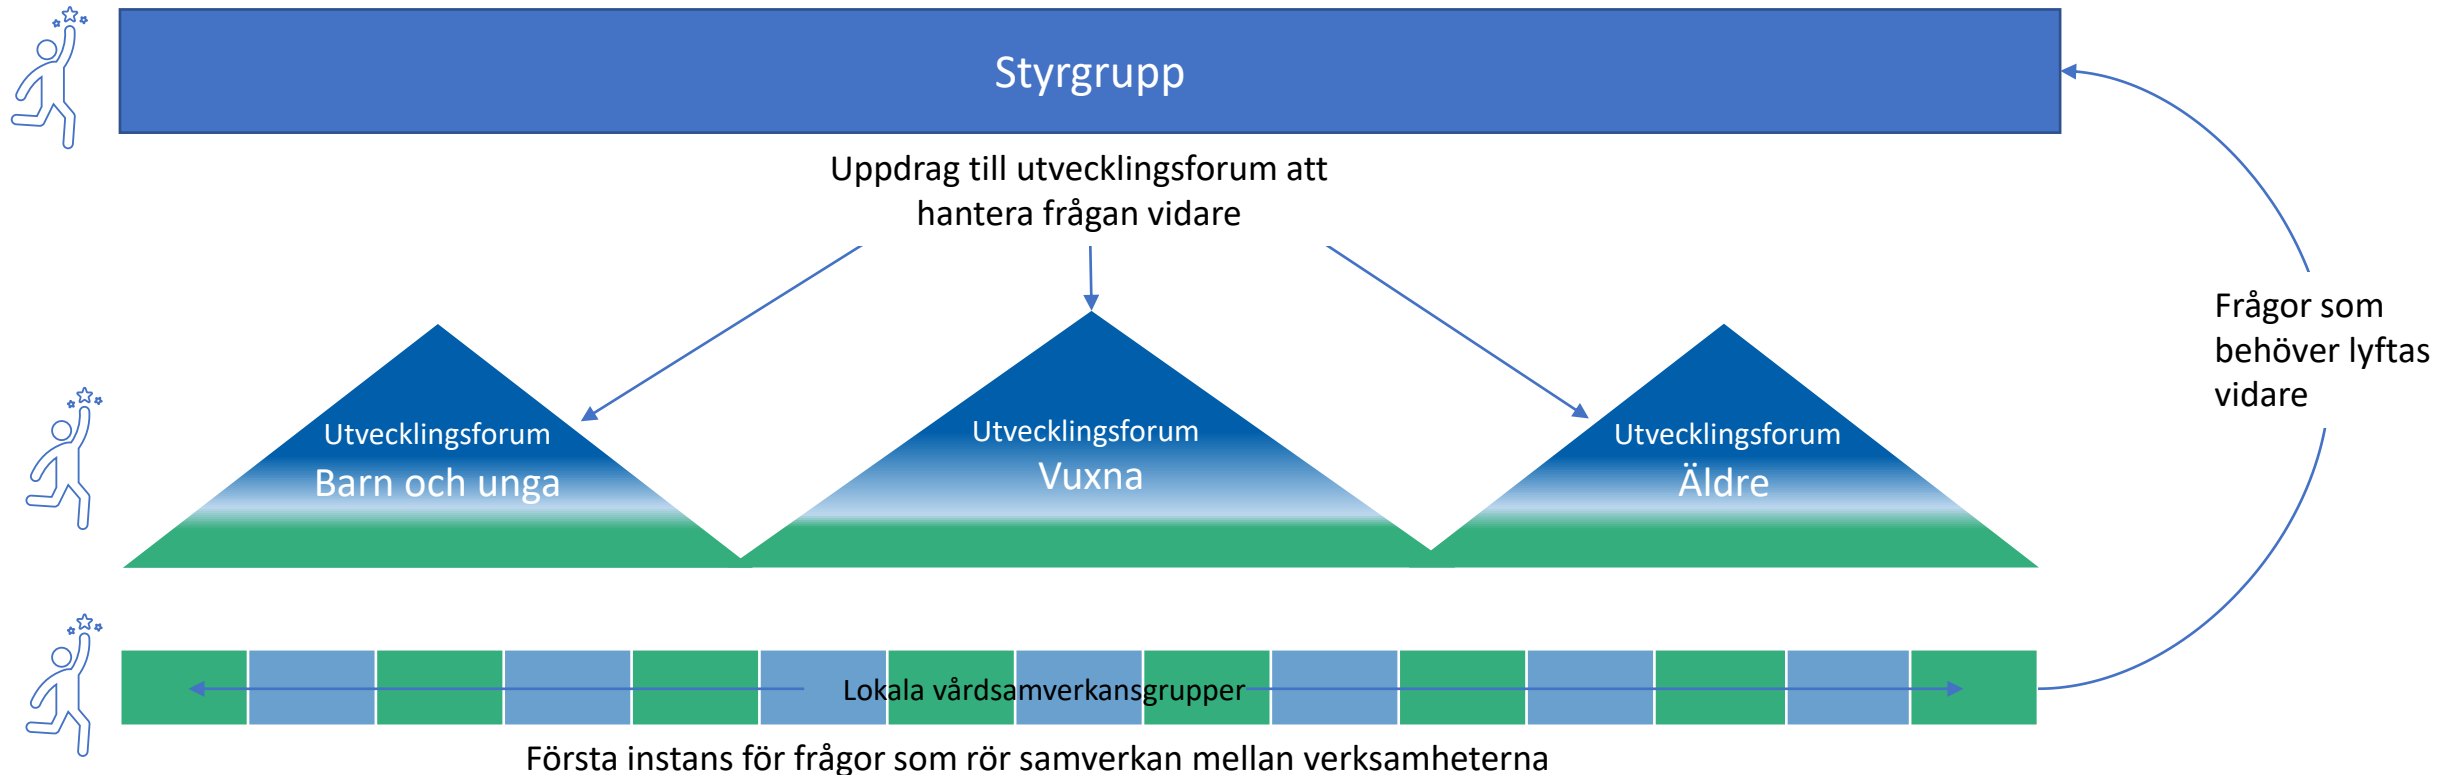 Styrgrupp
Uppdrag till utvecklingsforum att
hantera frågan vidare
Frågor som
behöver lyftas
vidare
Utvecklingsforum
Barn och unga
Utvecklingsforum
Vuxna
Utvecklingsforum
Äldre
Lokala vårdsamverkansgrupper
Första instans för frågor som rör samverkan mellan verksamheterna